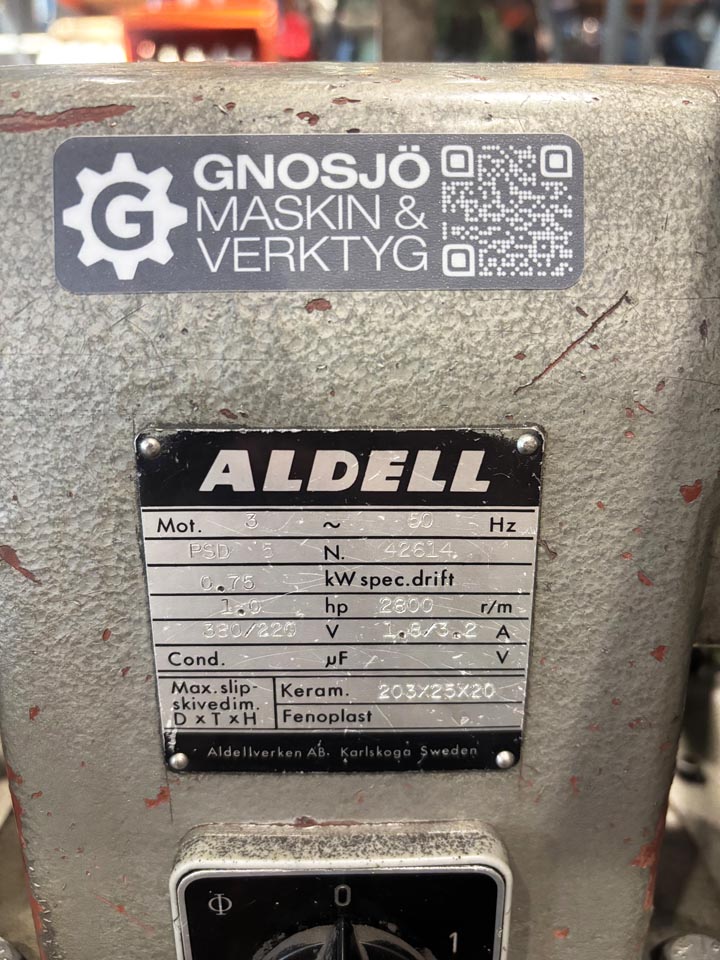 G
GNOSJÖ
MASKIN &
VERKTYG
ALDELL
Mot. 3 ~ 50 Hz
PSD 5 N. 42614
0.75 kW spec.drift
1.0 hp 2800 r/m
380/220 V 1.8/3.2 A
Cond. µF V
Max.slip-
skivedim.
D x T x H
Keram. 203X25X20
Fenoplast
Aldellverken AB. Karlskoga Sweden
0
1